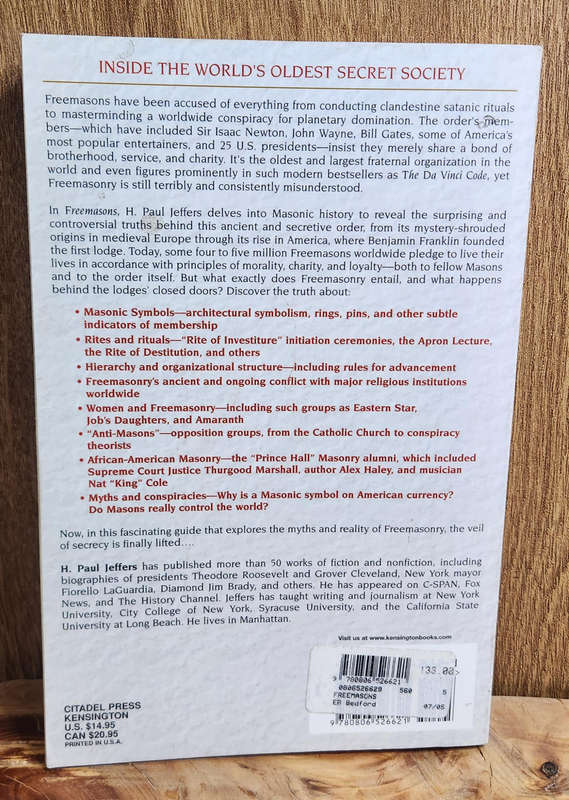 INSIDE THE WORLD'S OLDEST SECRET SOCIETY
Freemasons have been accused of everything from conducting clandestine satanic rituals
to masterminding a worldwide conspiracy for planetary domination. The order's mem-
bers—which have included Sir Isaac Newton, John Wayne, Bill Gates, some of America's
most popular entertainers, and 25 U.S. presidents—insist they merely share a bond of
brotherhood, service, and charity. It's the oldest and largest fraternal organization in the
world and even figures prominently in such modern bestsellers as The Da Vinci Code, yet
Freemasonry is still terribly and consistently misunderstood.
In Freemasons, H. Paul Jeffers delves into Masonic history to reveal the surprising and
controversial truths behind this ancient and secretive order, from its mystery-shrouded
origins in medieval Europe through its rise in America, where Benjamin Franklin founded
the first lodge. Today, some four to five million Freemasons worldwide pledge to live their
lives in accordance with principles of morality, charity, and loyalty—both to fellow Masons
and to the order itself. But what exactly does Freemasonry entail, and what happens
behind the lodges' closed doors? Discover the truth about:
• Masonic Symbols—architectural symbolism, rings, pins, and other subtle
indicators of membership
• Rites and rituals—"Rite of Investiture" initiation ceremonies, the Apron Lecture,
the Rite of Destitution, and others
• Hierarchy and organizational structure—including rules for advancement
• Freemasonry's ancient and ongoing conflict with major religious institutions
worldwide
• Women and Freemasonry—including such groups as Eastern Star,
Job's Daughters, and Amaranth
• "Anti-Masons"—opposition groups, from the Catholic Church to conspiracy
theorists
• African-American Masonry—the "Prince Hall" Masonry alumni, which included
Supreme Court Justice Thurgood Marshall, author Alex Haley, and musician
Nat "King" Cole
• Myths and conspiracies—Why is a Masonic symbol on American currency?
Do Masons really control the world?
Now, in this fascinating guide that explores the myths and reality of Freemasonry, the veil
of secrecy is finally lifted....
H. Paul Jeffers has published more than 50 works of fiction and nonfiction, including
biographies of presidents Theodore Roosevelt and Grover Cleveland, New York mayor
Fiorello LaGuardia, Diamond Jim Brady, and others. He has appeared on C-SPAN, Fox
News, and The History Channel. Jeffers has taught writing and journalism at New York
University, City College of New York, Syracuse University, and the California State
University at Long Beach. He lives in Manhattan.
Visit us at www.kensingtonbooks.com
9 780806 526621
0806526629 560 5
FREEMASONS
ER Bedford 07/05
9 780806 526621
CITADEL PRESS
KENSINGTON
U.S. $14.95
CAN $20.95
PRINTED IN U.S.A.